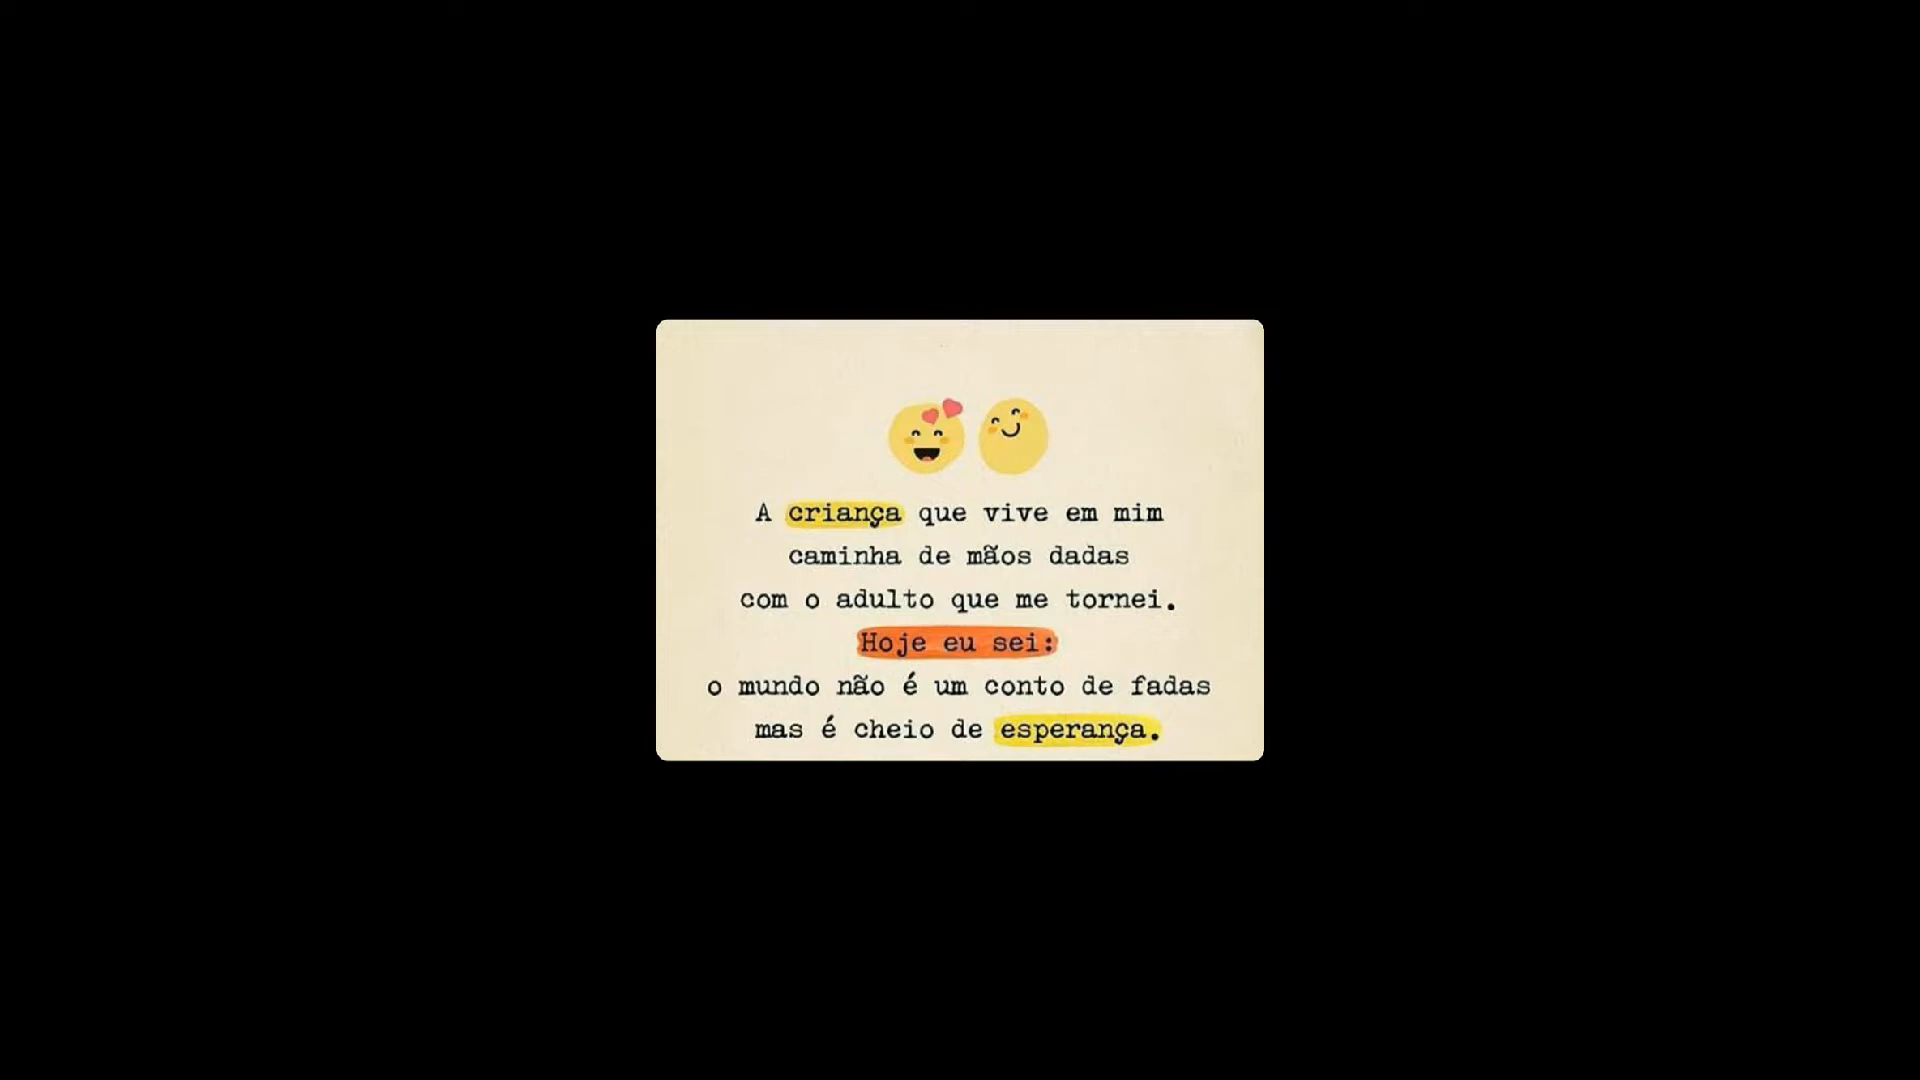 A criança que vive em mim
caminha de mãos dadas
com o adulto que me tornei.
Hoje eu sei:
o mundo não é um conto de fadas
mas é cheio de esperança.